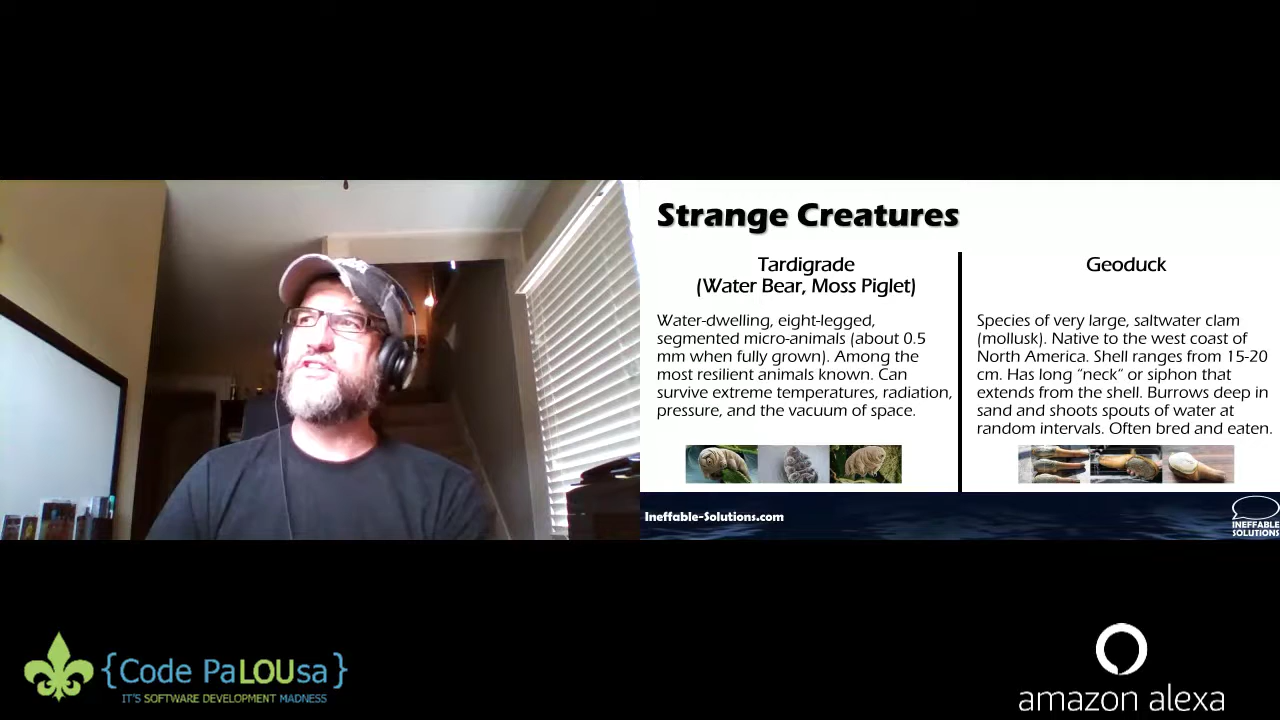 Strange Creatures
Tardigrade
(Water Bear, Moss Piglet)
Water-dwelling, eight-legged,
segmented micro-animals (about 0.5
mm when fully grown). Among the
most resilient animals known. Can
survive extreme temperatures, radiation,
pressure, and the vacuum of space.
Geoduck
Species of very large, saltwater clam
(mollusk). Native to the west coast of
North America. Shell ranges from 15-20
cm. Has long “neck” or siphon that
extends from the shell. Burrows deep in
sand and shoots spouts of water at
random intervals. Often bred and eaten.
Ineffable-Solutions.com
INEFFABLE
SOLUTIONS
{Code PaLOUsa}
IT'S SOFTWARE DEVELOPMENT MADNESS
amazon alexa